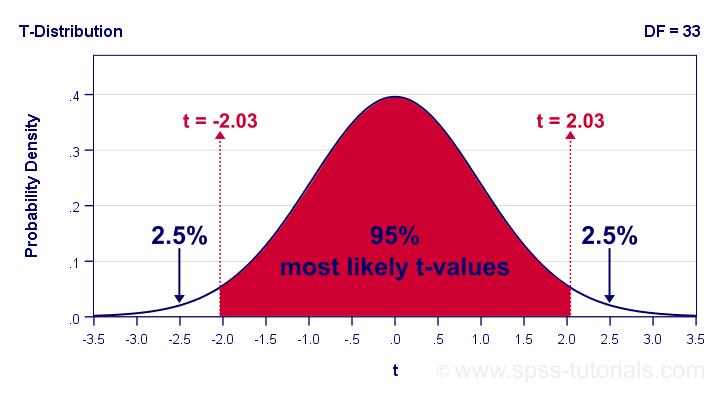 T-Distribution
DF = 33
t = -2.03
t = 2.03
2.5%
95%
most likely t-values
2.5%
Probability Density
.4
.3
.2
.1
.0
-3.5 -3.0 -2.5 -2.0 -1.5 -1.0 -.5 .0 .5 1.0 1.5 2.0 2.5 3.0 3.5
t
© www.spss-tutorials.com